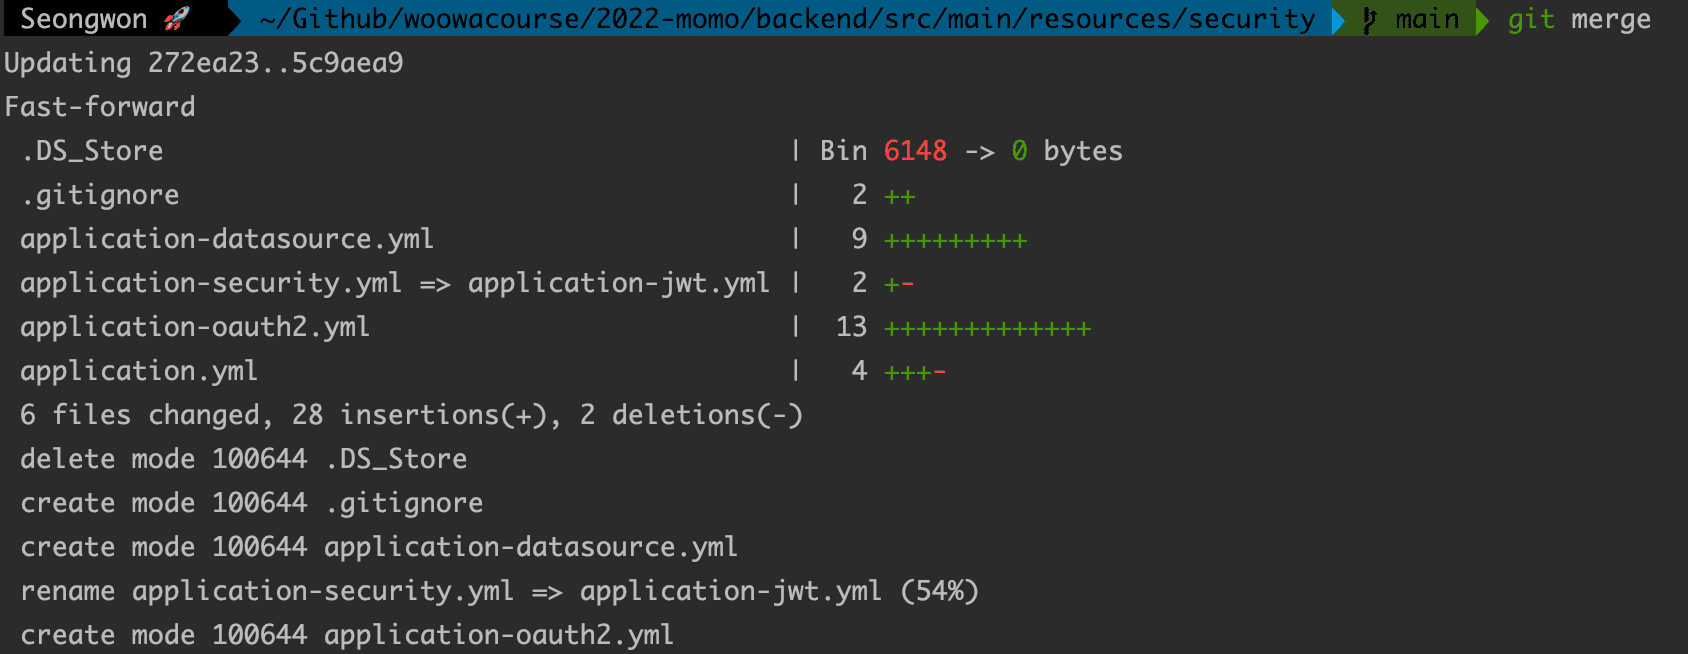 Seongwon 🚀 ~/Github/woowacourse/2022-momo/backend/src/main/resources/security main git merge
Updating 272ea23..5c9aea9
Fast-forward
.DS_Store | Bin 6148 -> 0 bytes
.gitignore | 2 ++
application-datasource.yml | 9 +++++++++
application-security.yml => application-jwt.yml | 2 +-
application-oauth2.yml | 13 +++++++++++++
application.yml | 4 +++-
6 files changed, 28 insertions(+), 2 deletions(-)
delete mode 100644 .DS_Store
create mode 100644 .gitignore
create mode 100644 application-datasource.yml
rename application-security.yml => application-jwt.yml (54%)
create mode 100644 application-oauth2.yml